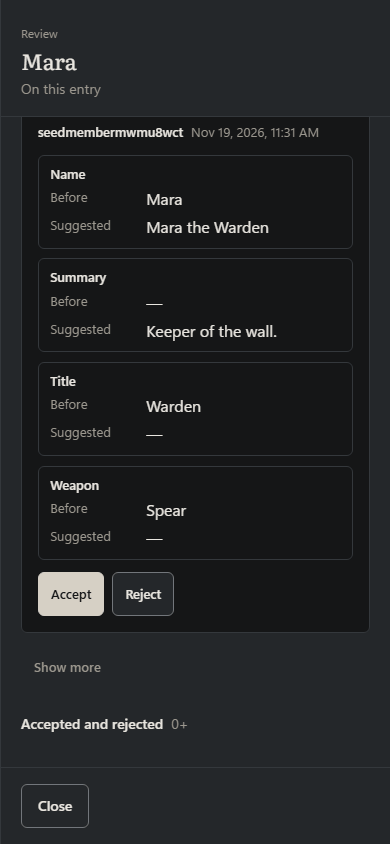 Review
Mara
On this entry
seedmembermwmu8wct Nov 19, 2026, 11:31 AM
Name
Before Mara
Suggested Mara the Warden
Summary
Before —
Suggested Keeper of the wall.
Title
Before Warden
Suggested —
Weapon
Before Spear
Suggested —
Accept Reject
Show more
Accepted and rejected 0+
Close